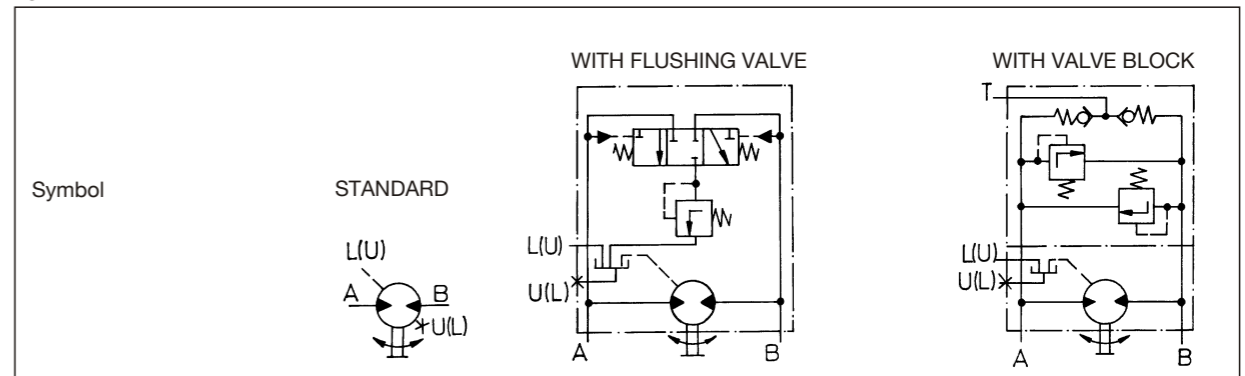 WITH FLUSHING VALVE
WITH VALVE BLOCK
T
Symbol
STANDARD
L(U)
A
B
U(L)
L(U)
U(L)
A
B
L(U)
U(L)
A
B